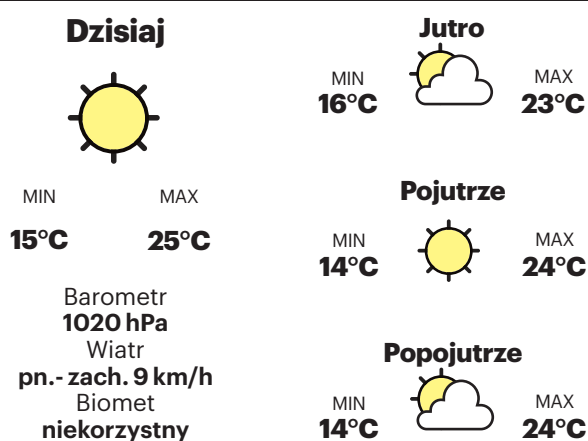 Dzisiaj
MIN MAX
15°C 25°C
Barometr
1020 hPa
Wiatr
pn.- zach. 9 km/h
Biomet
niekorzystny
Jutro
MIN MAX
16°C 23°C
Pojutrze
MIN MAX
14°C 24°C
Popojutrze
MIN MAX
14°C 24°C